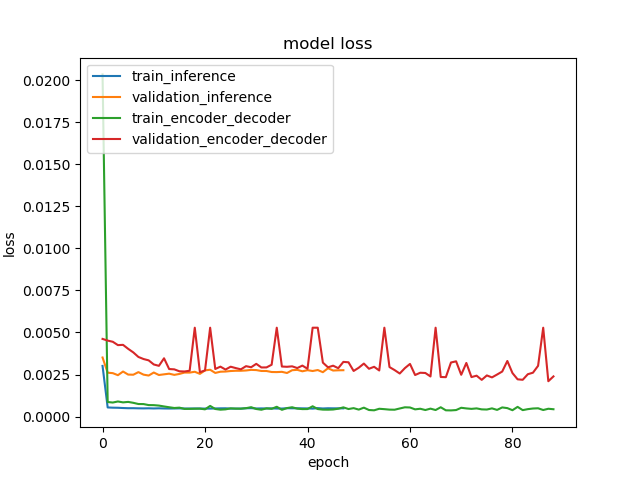 model loss
train_inference
validation_inference
train_encoder_decoder
validation_encoder_decoder
loss
0.0200
0.0175
0.0150
0.0125
0.0100
0.0075
0.0050
0.0025
0.0000
0 20 40 60 80
epoch